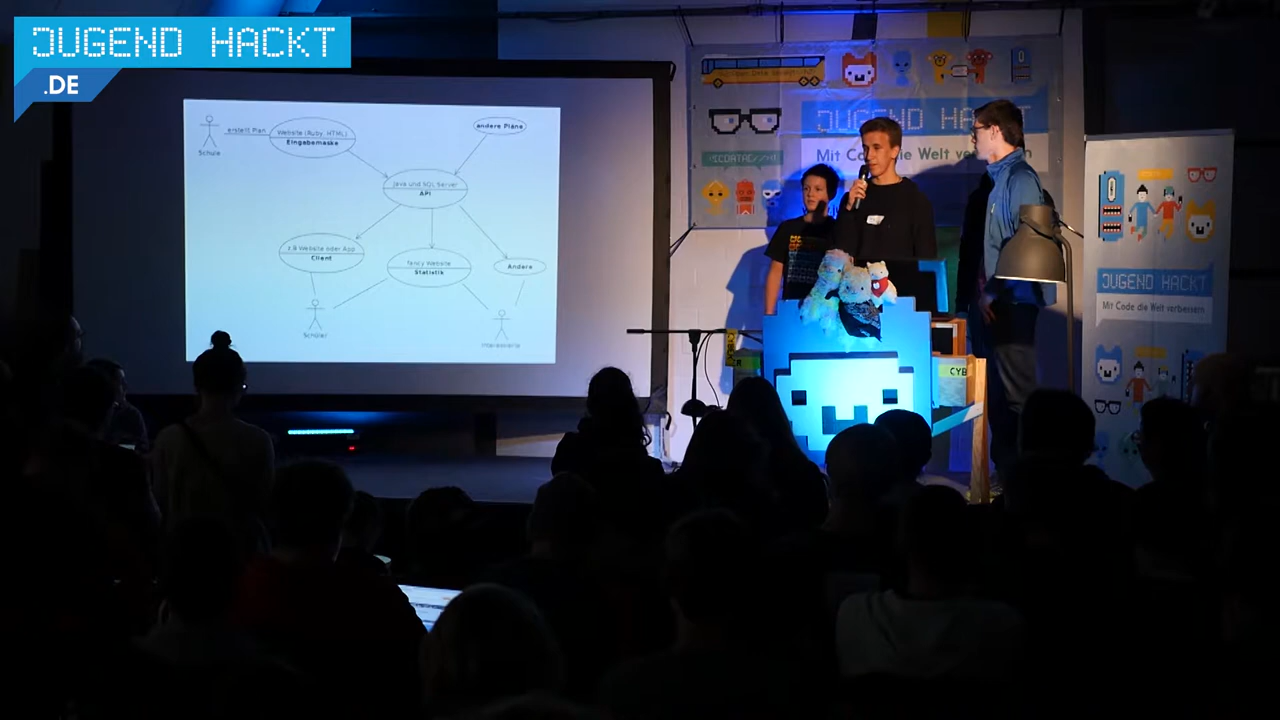 JUGEND HACKT
.DE
Schule
erstellt Plan
Website (Ruby, HTML)
Eingabemaske
andere Pläne
Java und SQL Server
API
z.B Website oder App
Client
fancy Website
Statistik
Andere
Schüler
JUGEND HACKT
Mit Code die Welt verbessern
CYB
JUGEND HACKT
Mit Code die Welt verbessern